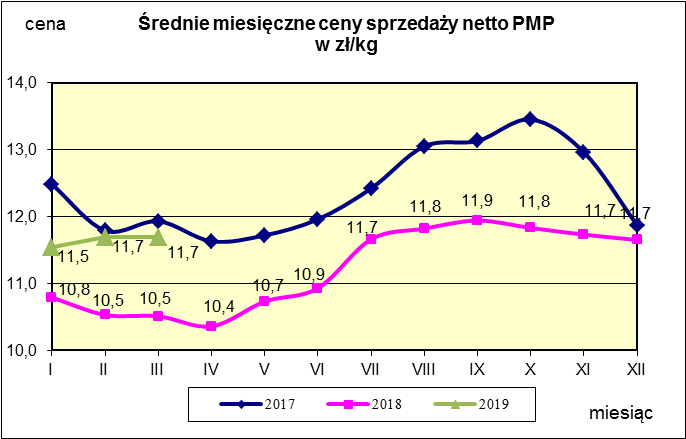 cena
Średnie miesięczne ceny sprzedaży netto PMP
w zł/kg
14,0
13,0
12,0
11,0
10,0
11,5 11,7 11,7
10,8 10,5 10,5 10,4 10,7 10,9 11,7 11,8 11,9 11,8 11,7 11,7
I II III IV V VI VII VIII IX X XI XII
2017 2018 2019
miesiąc